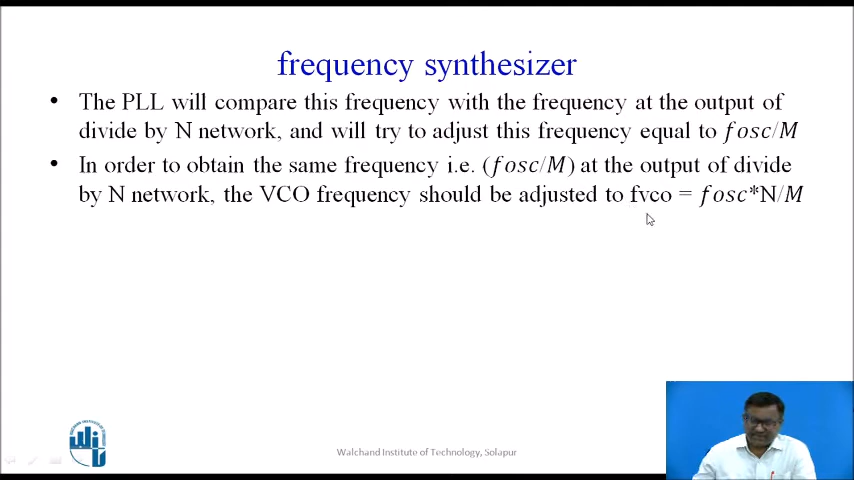 frequency synthesizer
• The PLL will compare this frequency with the frequency at the output of
divide by N network, and will try to adjust this frequency equal to fosc/M
• In order to obtain the same frequency i.e. (fosc/M) at the output of divide
by N network, the VCO frequency should be adjusted to fvco = fosc*N/M
Walchand Institute of Technology, Solapur